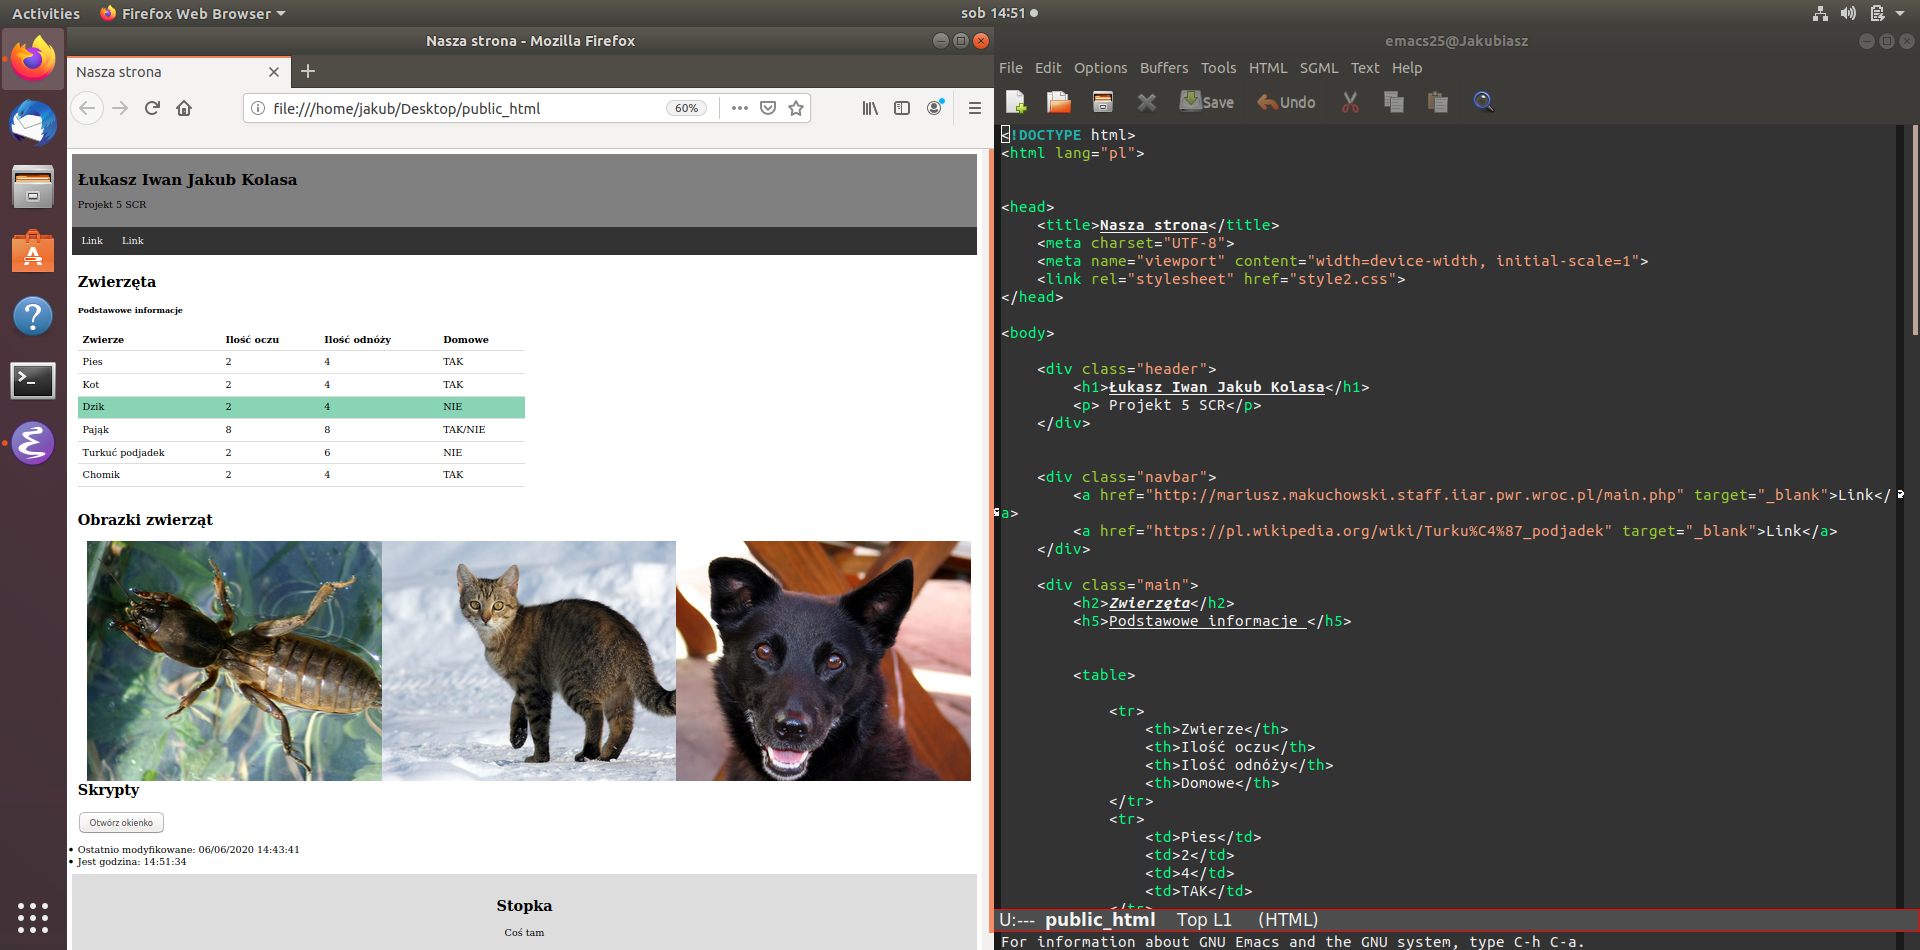 Activities Firefox Web Browser sob 14:51
Nasza strona - Mozilla Firefox
Nasza strona
file:///home/jakub/Desktop/public_html 60%
Łukasz Iwan Jakub Kolasa
Projekt 5 SCR
Link Link
Zwierzęta
Podstawowe informacje
Zwierze Ilość oczu Ilość odnóży Domowe
Pies 2 4 TAK
Kot 2 4 TAK
Dzik 2 4 NIE
Pająk 8 8 TAK/NIE
Turkuć podjadek 2 6 NIE
Chomik 2 4 TAK
Obrazki zwierząt
Skrypty
Otwórz okienko
Ostatnio modyfikowane: 06/06/2020 14:43:41
Jest godzina: 14:51:34
Stopka
Coś tam
emacs25@Jakubiasz
File Edit Options Buffers Tools HTML SGML Text Help
Save Undo
<!DOCTYPE html>
<html lang="pl">
<head>
<title>Nasza strona</title>
<meta charset="UTF-8">
<meta name="viewport" content="width=device-width, initial-scale=1">
<link rel="stylesheet" href="style2.css">
</head>
<body>
<div class="header">
<h1>Łukasz Iwan Jakub Kolasa</h1>
<p> Projekt 5 SCR</p>
</div>
<div class="navbar">
<a href="http://mariusz.makuchowski.staff.iiar.pwr.wroc.pl/main.php" target="_blank">Link</
a>
<a href="https://pl.wikipedia.org/wiki/Turku%C4%87_podjadek" target="_blank">Link</a>
</div>
<div class="main">
<h2>Zwierzęta</h2>
<h5>Podstawowe informacje </h5>
<table>
<tr>
<th>Zwierze</th>
<th>Ilość oczu</th>
<th>Ilość odnóży</th>
<th>Domowe</th>
</tr>
<tr>
<td>Pies</td>
<td>2</td>
<td>4</td>
<td>TAK</td>
</tr>
U:--- public_html Top L1 (HTML)
For information about GNU Emacs and the GNU system, type C-h C-a.